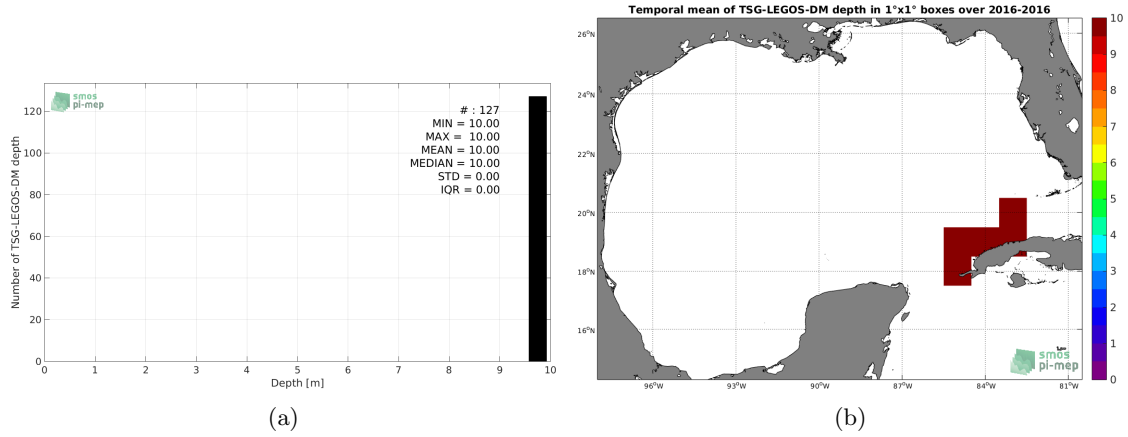 smos
pi-mep
# : 127
MIN = 10.00
MAX = 10.00
MEAN = 10.00
MEDIAN = 10.00
STD = 0.00
IQR = 0.00
Number of TSG-LEGOS-DM depth
120
100
80
60
40
20
0
0 1 2 3 4 5 6 7 8 9 10
Depth [m]
(a)
Temporal mean of TSG-LEGOS-DM depth in 1°x1° boxes over 2016-2016
26°N
24°N
22°N
20°N
18°N
16°N
96°W 93°W 90°W 87°W 84°W 81°W
smos
pi-mep
10
9
8
7
6
5
4
3
2
1
0
(b)